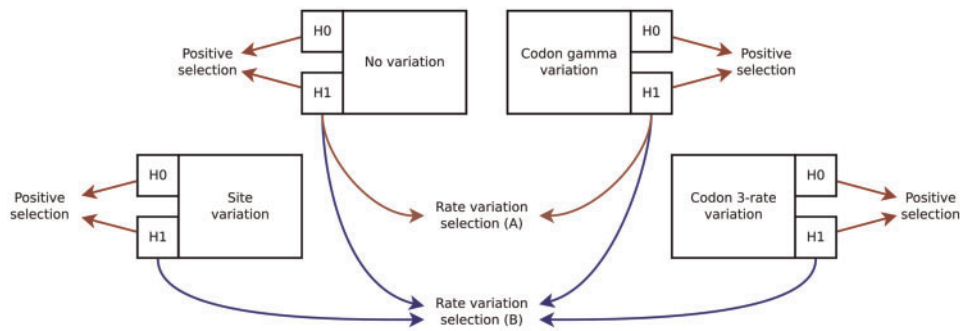 H0
Positive
selection
No variation
H1
Codon gamma
variation
H0
Positive
selection
H1
H0
Positive
selection
Site
variation
H1
Rate variation
selection (A)
Codon 3-rate
variation
H0
Positive
selection
H1
Rate variation
selection (B)